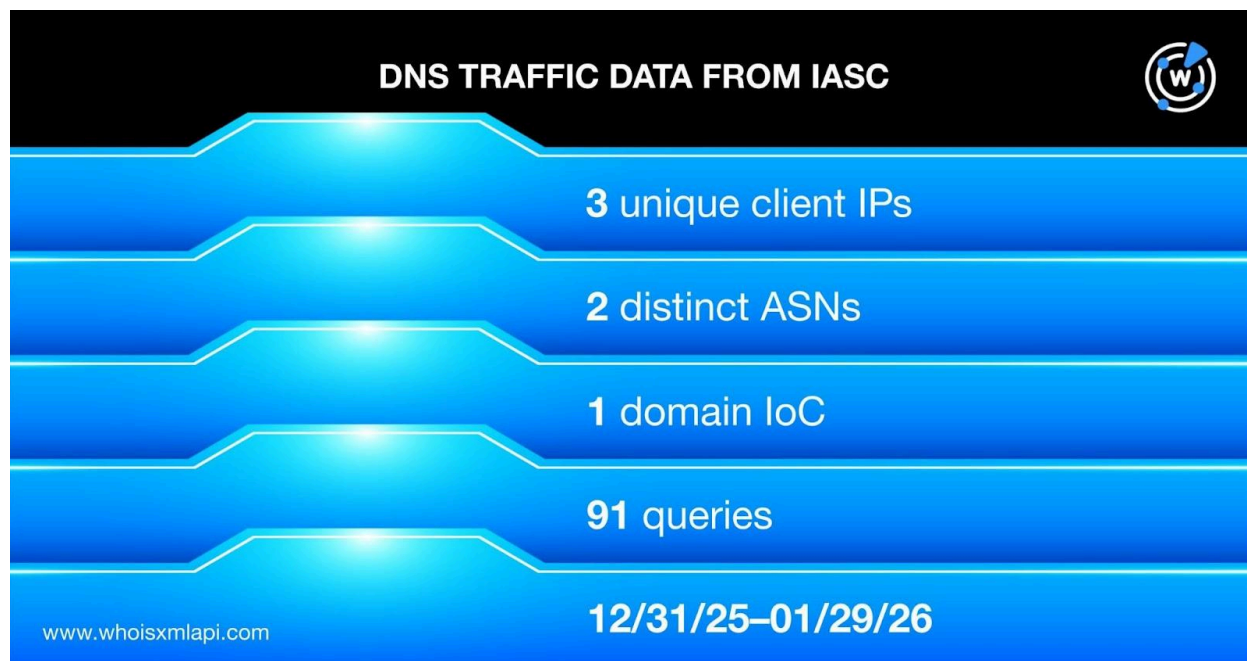 DNS TRAFFIC DATA FROM IASC
W
3 unique client IPs
2 distinct ASNs
1 domain IoC
91 queries
12/31/25–01/29/26
www.whoisxmlapi.com